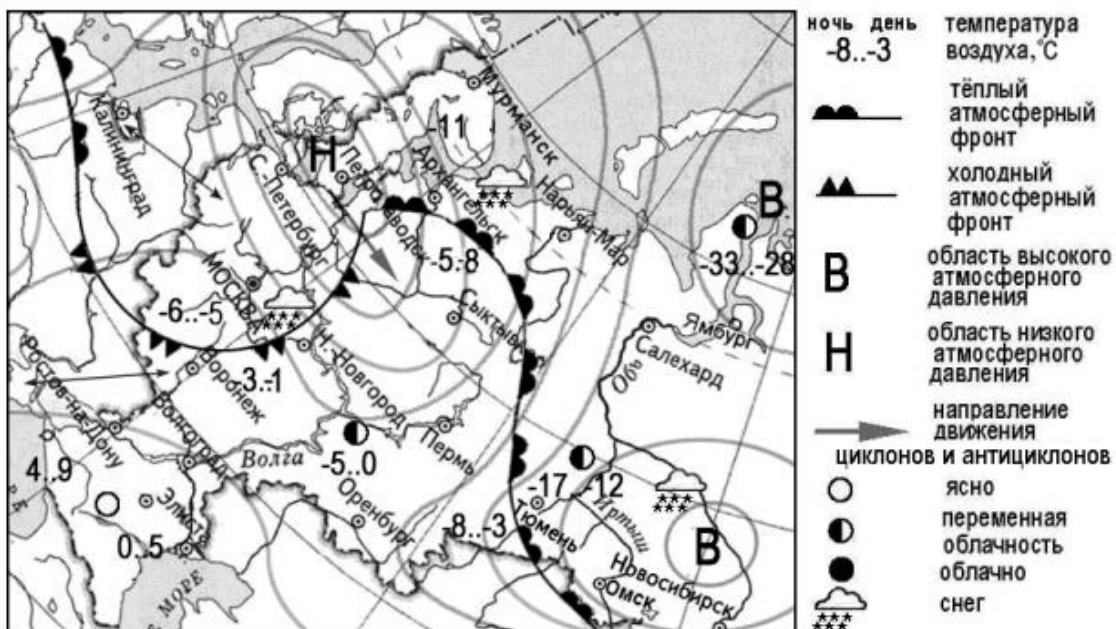 Мурманск
Калининград
-11
Н
Петрозаводск
Архангельск
С.-Петербург
Нарьян-Мар
В
-33..-28
-5..-8
МОСКВА
-6..-5
Сыктывкар
Ямбург
Салехард
Обь
Н. Новгород
Ростов-на-Дону
Воронеж
-3..-1
Волгоград
Пермь
Волга
-5..0
4..9
-17..-12
Иртыш
Оренбург
Элиста
-8..-3
Тюмень
В
0..5
Новосибирск
Омск
МОРЕ
ночь день
-8..-3
температура
воздуха,°С
тёплый
атмосферный
фронт
холодный
атмосферный
фронт
В
область высокого
атмосферного
давления
Н
область низкого
атмосферного
давления
направление
движения
циклонов и антициклонов
ясно
переменная
облачность
облачно
снег